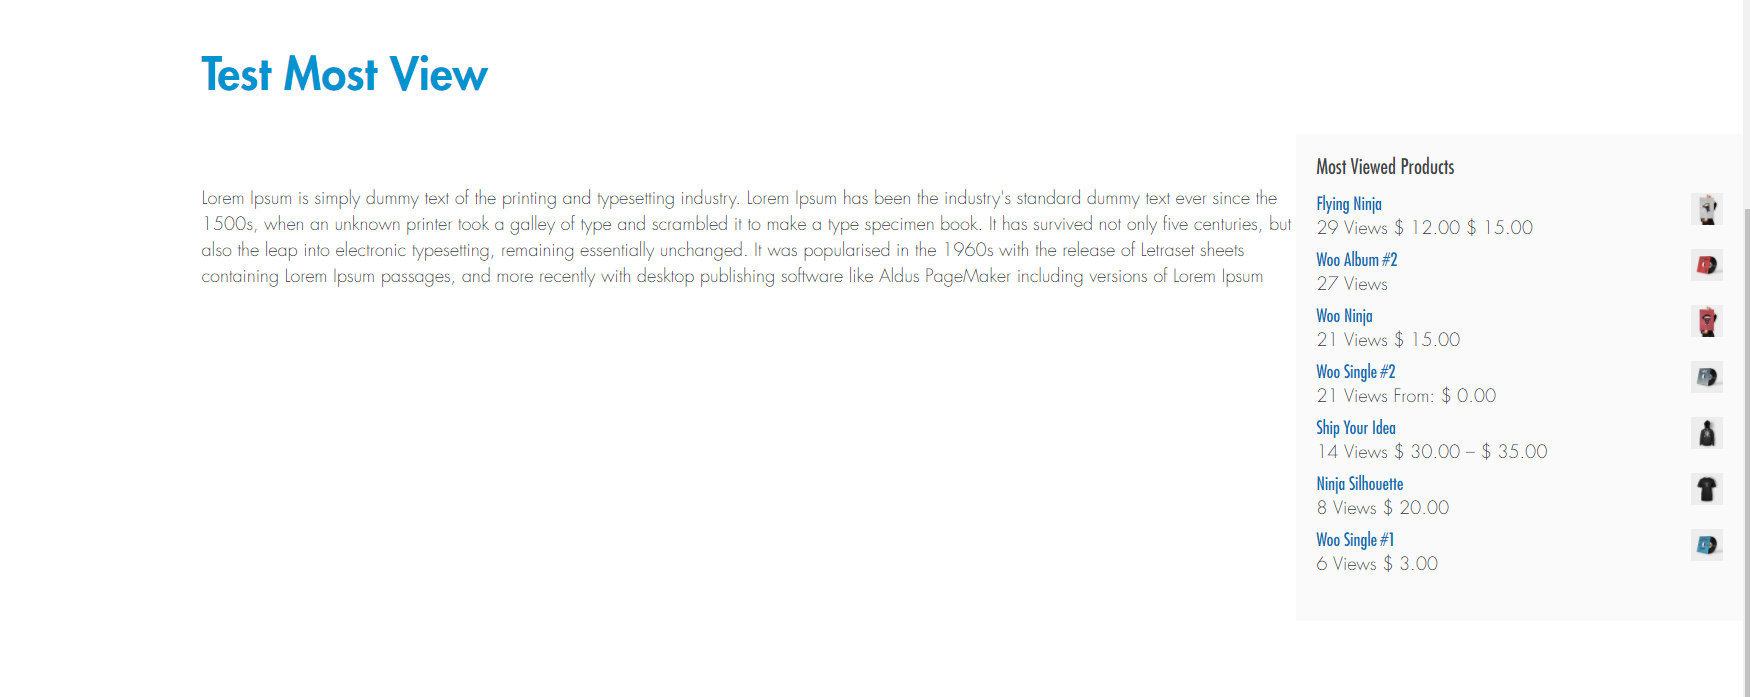 Test Most View
Lorem Ipsum is simply dummy text of the printing and typesetting industry. Lorem Ipsum has been the industry's standard dummy text ever since the
1500s, when an unknown printer took a galley of type and scrambled it to make a type specimen book. It has survived not only five centuries, but
also the leap into electronic typesetting, remaining essentially unchanged. It was popularised in the 1960s with the release of Letraset sheets
containing Lorem Ipsum passages, and more recently with desktop publishing software like Aldus PageMaker including versions of Lorem Ipsum
Most Viewed Products
Flying Ninja
29 Views $ 12.00 $ 15.00
Woo Album #2
27 Views
Woo Ninja
21 Views $ 15.00
Woo Single #2
21 Views From: $ 0.00
Ship Your Idea
14 Views $ 30.00 – $ 35.00
Ninja Silhouette
8 Views $ 20.00
Woo Single #1
6 Views $ 3.00